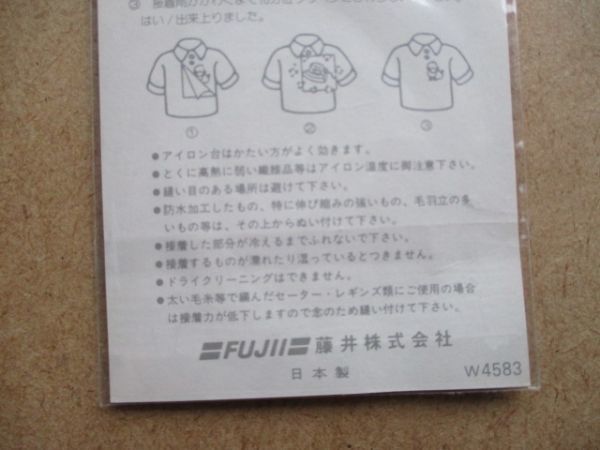 はい/出来上りました。
① ② ③
●アイロン台はかたい方がよく効きます。
●とくに高熱に弱い繊維品等はアイロン温度に御注意下さい。
●縫い目のある場所は避けて下さい。
●防水加工したもの、特に伸び縮みの強いもの、毛羽立の多
いもの等は、その上からぬい付けて下さい。
●接着した部分が冷えるまでふれないで下さい。
●接着するものが濡れたり湿っているとつきません。
●ドライクリーニングはできません。
●太い毛糸等で編んだセーター・レギンズ類にご使用の場合
は接着力が低下しますので念のため縫い付けて下さい。
FUJII 藤井株式会社
日本製 W4583